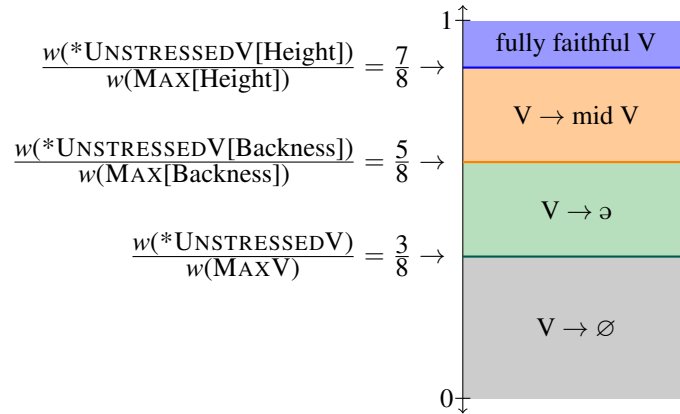 1
fully faithful V
w(*UNSTRESSEDV[Height])
w(MAX[Height])
= 7/8 →
V → mid V
w(*UNSTRESSEDV[Backness])
w(MAX[Backness])
= 5/8 →
V → ə
w(*UNSTRESSEDV)
w(MAXV)
= 3/8 →
V → ∅
0